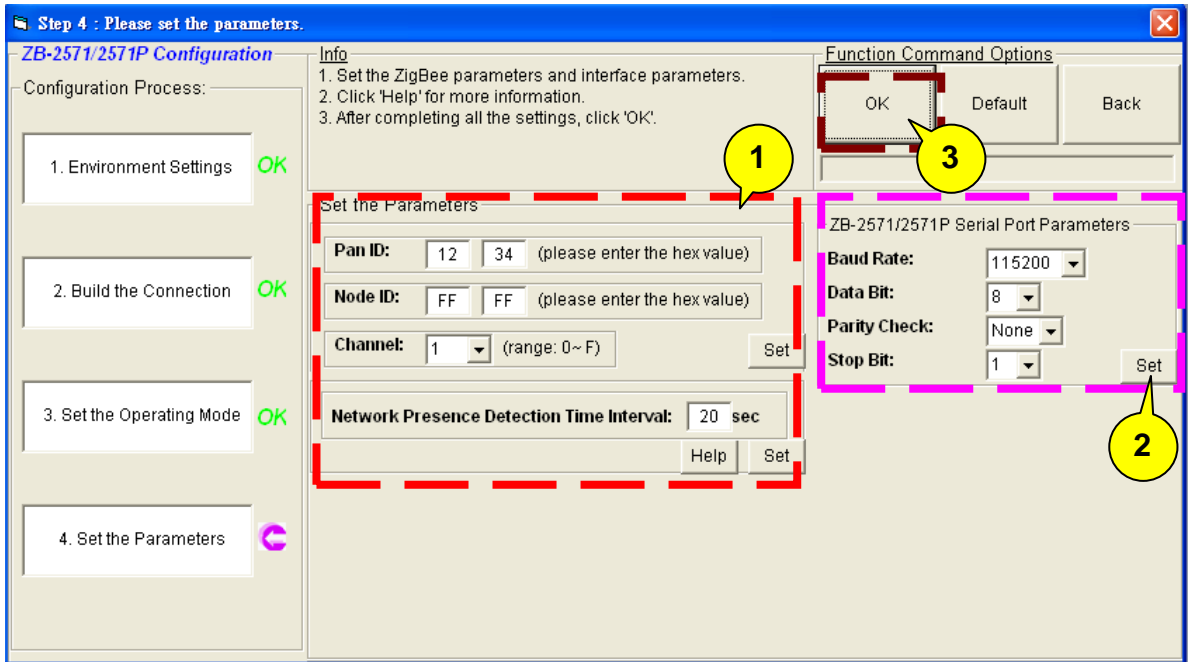 Step 4 : Please set the parameters.
ZB-2571/2571P Configuration
Configuration Process:
1. Environment Settings OK
2. Build the Connection OK
3. Set the Operating Mode OK
4. Set the Parameters
Info
1. Set the ZigBee parameters and interface parameters.
2. Click 'Help' for more information.
3. After completing all the settings, click 'OK'.
Function Command Options
OK Default Back
1
3
Set the Parameters
Pan ID: 12 34 (please enter the hex value)
Node ID: FF FF (please enter the hex value)
Channel: 1 (range: 0~ F) Set
Network Presence Detection Time Interval: 20 sec
Help Set
ZB-2571/2571P Serial Port Parameters
Baud Rate: 115200
Data Bit: 8
Parity Check: None
Stop Bit: 1 Set
2